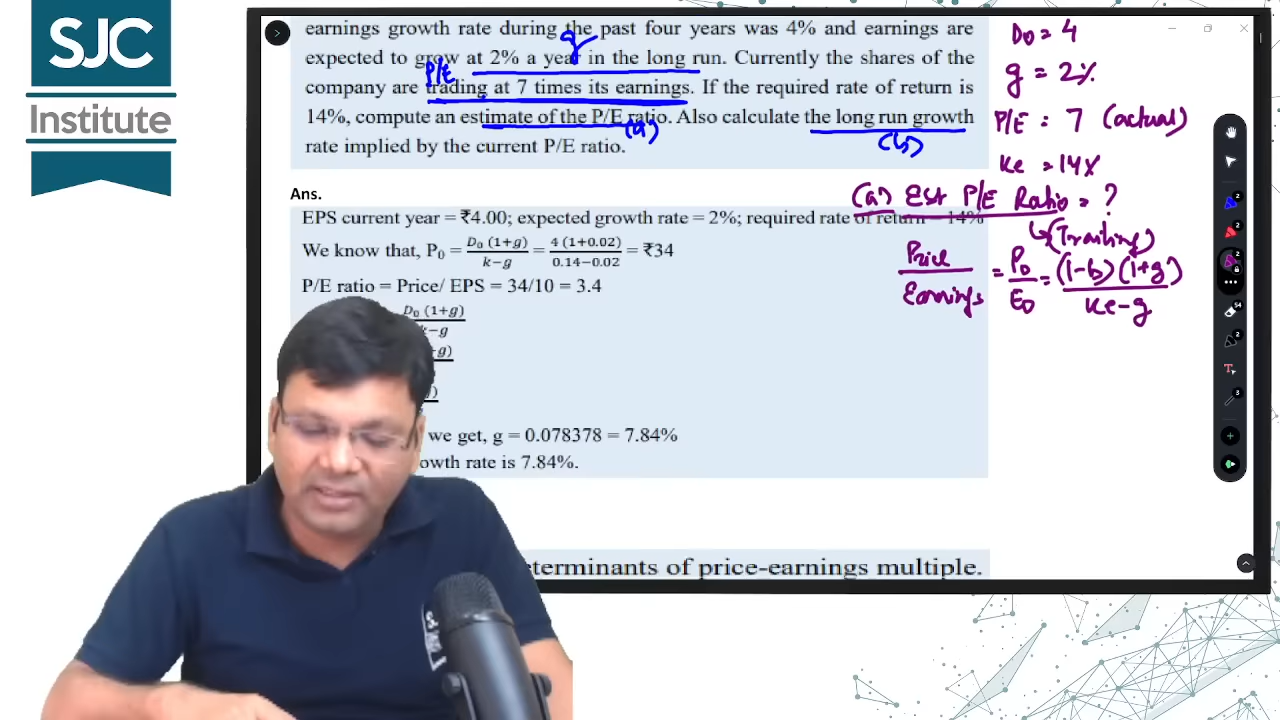 SJC
Institute
earnings growth rate during the past four years was 4% and earnings are
expected to grow at 2% a year in the long run. Currently the shares of the
company are trading at 7 times its earnings. If the required rate of return is
14%, compute an estimate of the P/E ratio. Also calculate the long run growth
rate implied by the current P/E ratio.
g
P/E
(a)
(b)
D0 = 4
g = 2%
P/E = 7 (actual)
Ke = 14%
(a) Est P/E Ratio = ?
(Trailing)
Price / Earnings = P0 / E0 = (1-b)(1+g) / Ke-g
Ans.
EPS current year = ₹4.00; expected growth rate = 2%; required rate of return = 14%
We know that, P0 = D0 (1+g) / k-g = 4 (1+0.02) / 0.14-0.02 = ₹34
P/E ratio = Price/ EPS = 34/10 = 3.4
D0 (1+g)
k-g
g)
)
we get, g = 0.078378 = 7.84%
owth rate is 7.84%.
terminants of price-earnings multiple.